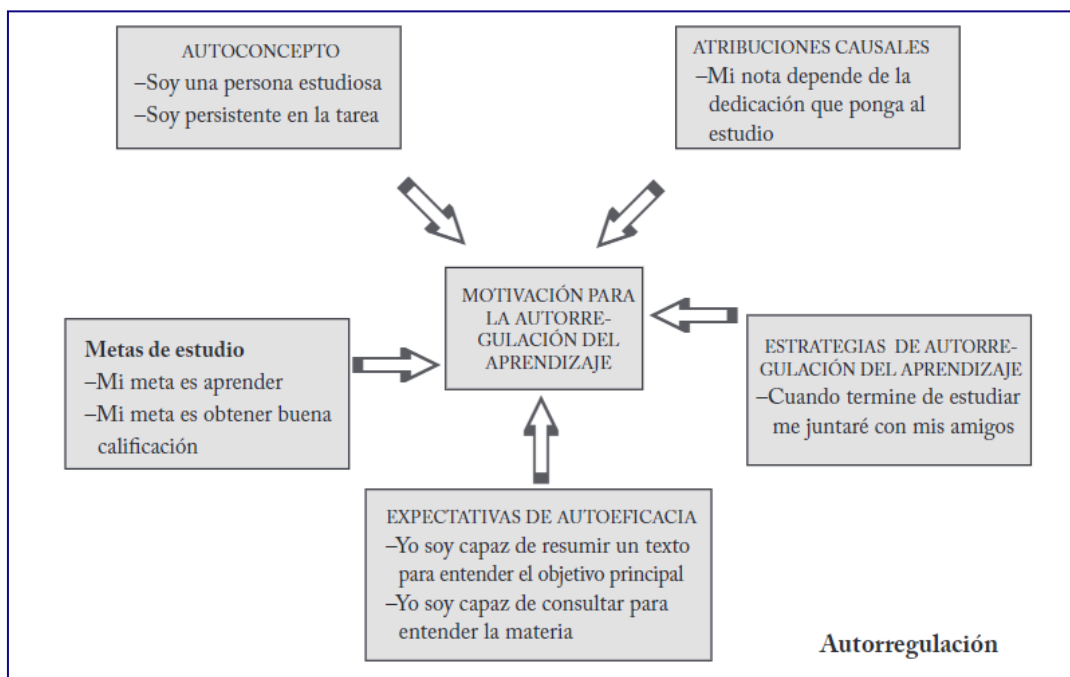 AUTOCONCEPTO
–Soy una persona estudiosa
–Soy persistente en la tarea
ATRIBUCIONES CAUSALES
–Mi nota depende de la
dedicación que ponga al
estudio
MOTIVACIÓN PARA
LA AUTORRE-
GULACIÓN DEL
APRENDIZAJE
Metas de estudio
–Mi meta es aprender
–Mi meta es obtener buena
calificación
ESTRATEGIAS DE AUTORRE-
GULACIÓN DEL APRENDIZAJE
–Cuando termine de estudiar
me juntaré con mis amigos
EXPECTATIVAS DE AUTOEFICACIA
–Yo soy capaz de resumir un texto
para entender el objetivo principal
–Yo soy capaz de consultar para
entender la materia
Autorregulación